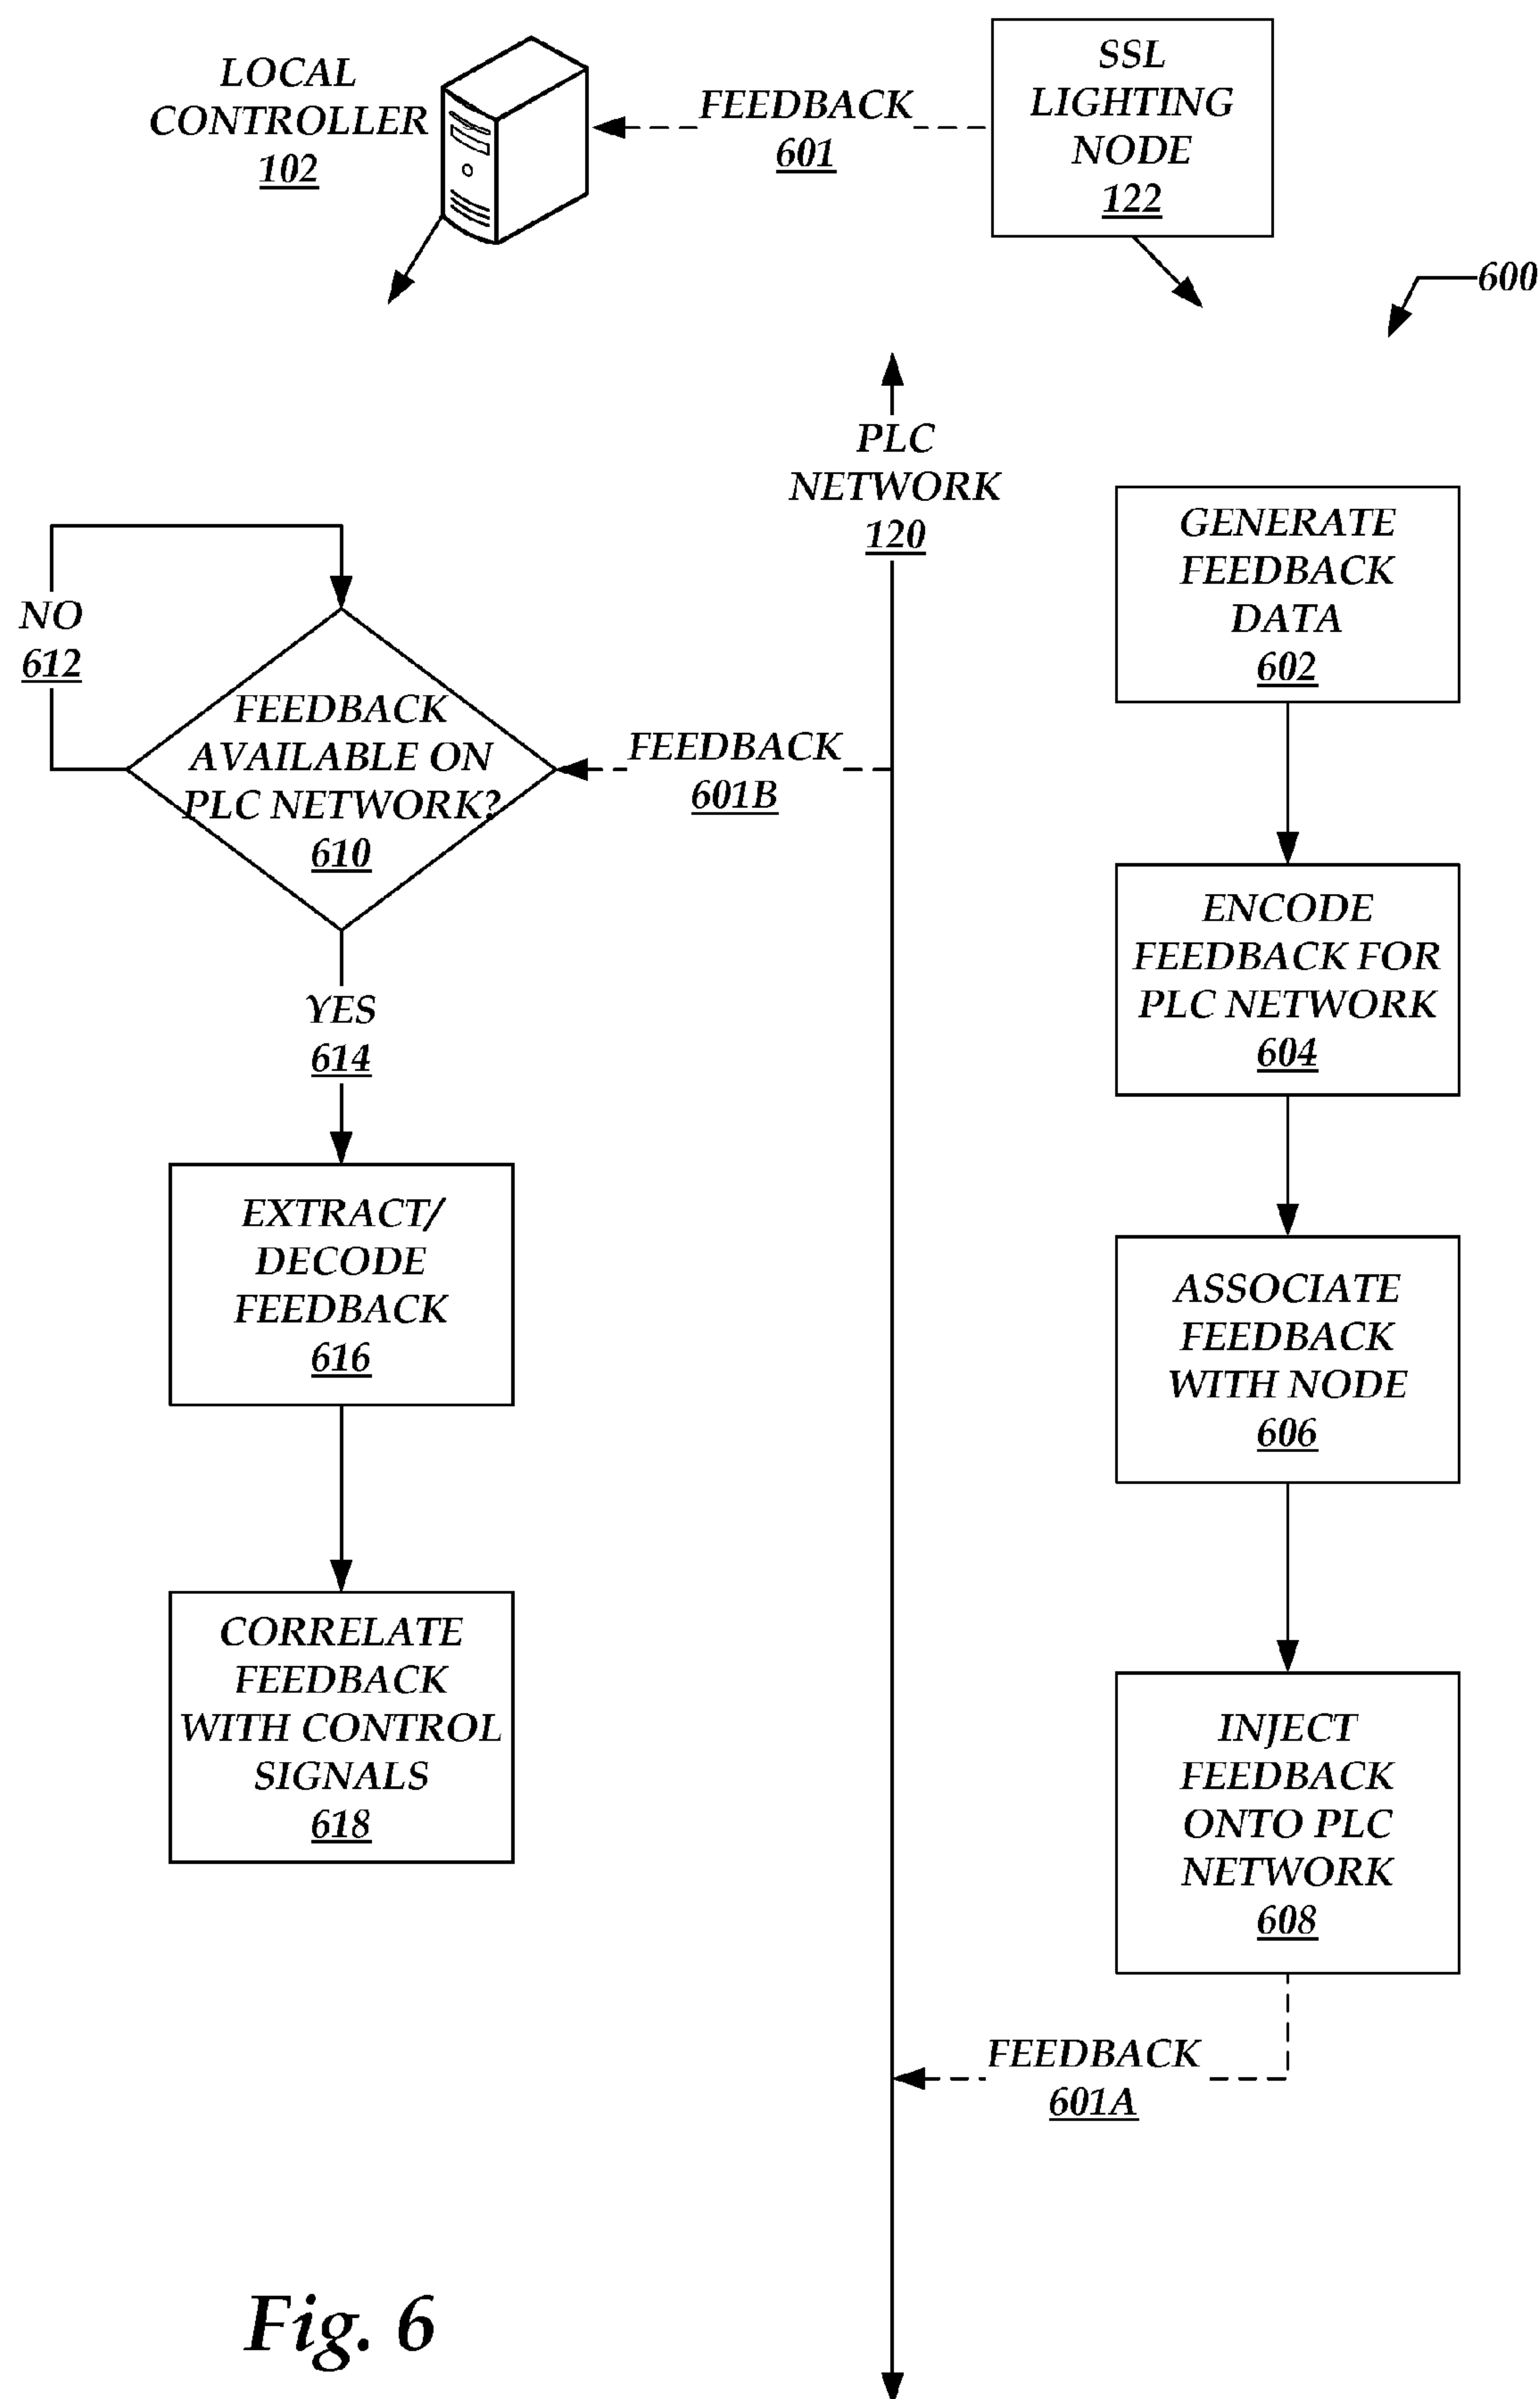 LOCAL
CONTROLLER
102
FEEDBACK
601
SSL
LIGHTING
NODE
122
600
PLC
NETWORK
120
GENERATE
FEEDBACK
DATA
602
NO
612
FEEDBACK
AVAILABLE ON
PLC NETWORK?
610
FEEDBACK
601B
ENCODE
FEEDBACK FOR
PLC NETWORK
604
YES
614
EXTRACT/
DECODE
FEEDBACK
616
ASSOCIATE
FEEDBACK
WITH NODE
606
CORRELATE
FEEDBACK
WITH CONTROL
SIGNALS
618
INJECT
FEEDBACK
ONTO PLC
NETWORK
608
FEEDBACK
601A
Fig. 6